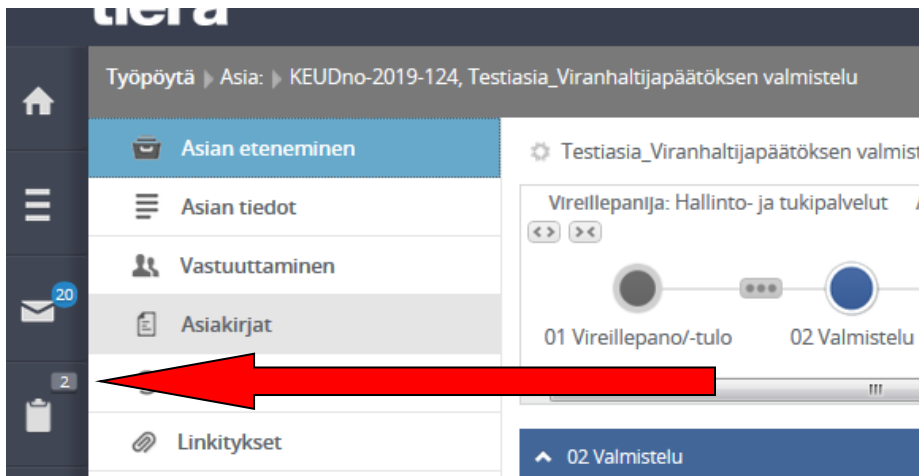 tiera
Työpöytä Asia: KEUDno-2019-124, Testiasia_Viranhaltijapäätöksen valmistelu
Asian eteneminen
Asian tiedot
Vastuuttaminen
20
Asiakirjat
2
Linkitykset
Testiasia_Viranhaltijapäätöksen valmist
Vireillepanija: Hallinto- ja tukipalvelut
01 Vireillepano/-tulo 02 Valmistelu
02 Valmistelu